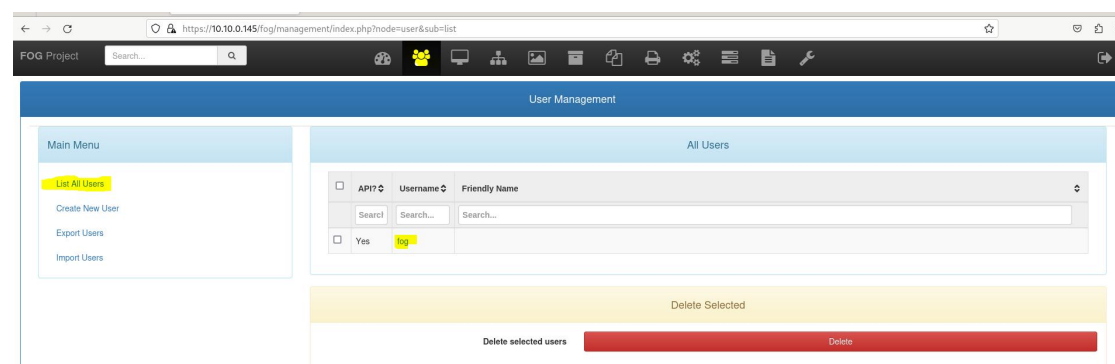 https://10.10.0.145/fog/management/index.php?node=user&sub=list
FOG Project
Search...
User Management
Main Menu
List All Users
Create New User
Export Users
Import Users
All Users
API? Username Friendly Name
Search Search... Search...
Yes fog
Delete Selected
Delete selected users Delete